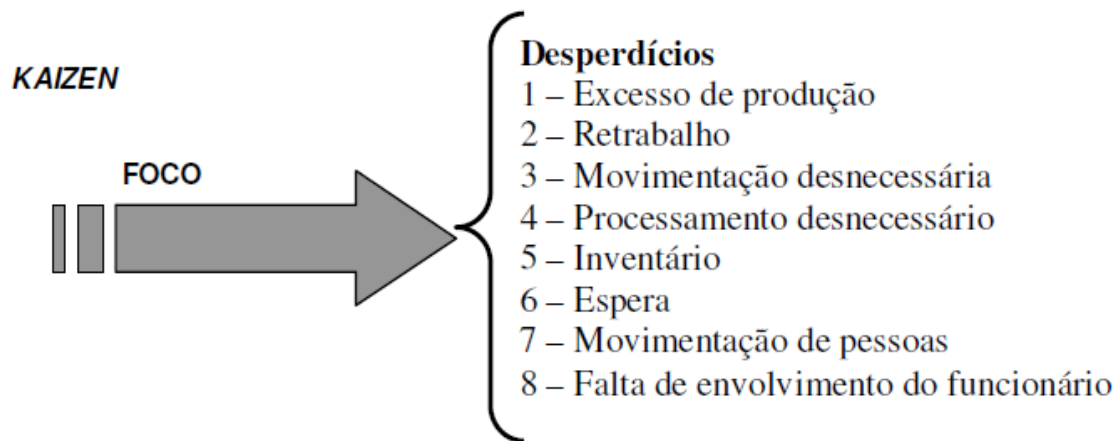 KAIZEN
FOCO
Desperdícios
1 – Excesso de produção
2 – Retrabalho
3 – Movimentação desnecessária
4 – Processamento desnecessário
5 – Inventário
6 – Espera
7 – Movimentação de pessoas
8 – Falta de envolvimento do funcionário